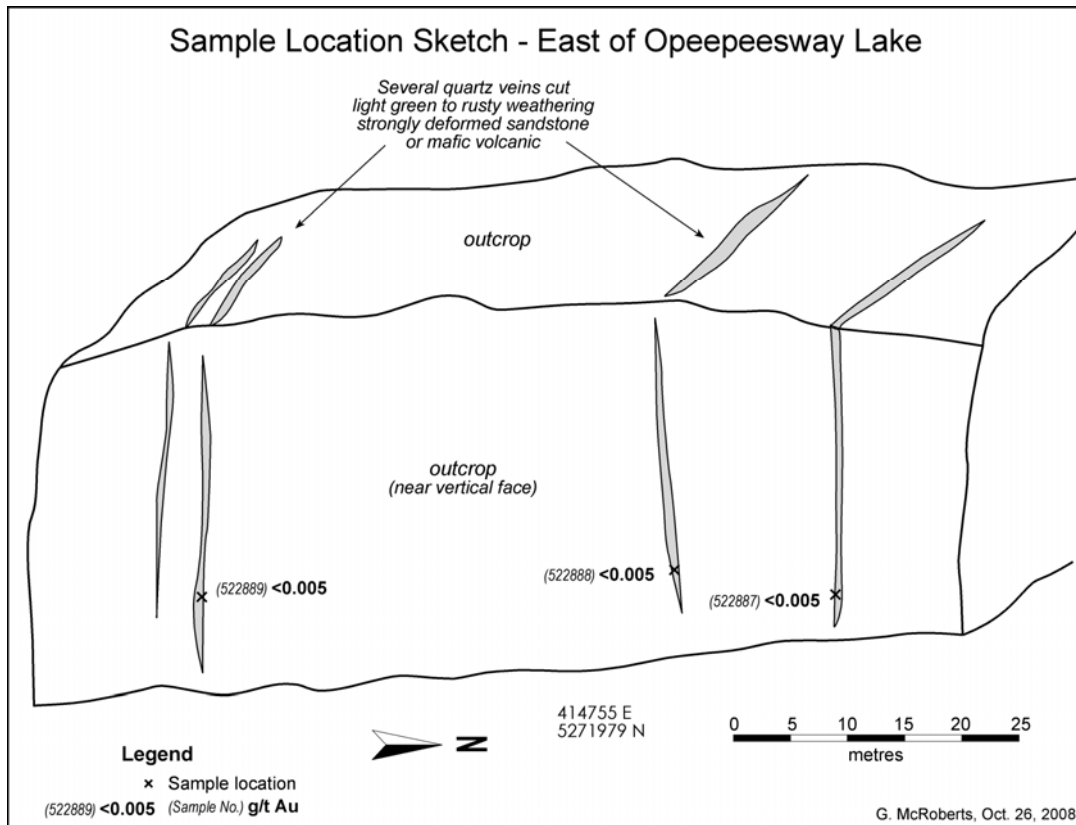 Sample Location Sketch - East of Opeepeesway Lake
Several quartz veins cut
light green to rusty weathering
strongly deformed sandstone
or mafic volcanic
outcrop
outcrop
(near vertical face)
(522889) <0.005
(522888) <0.005
(522887) <0.005
414755 E
5271979 N
N
0 5 10 15 20 25
metres
Legend
× Sample location
(522889) <0.005 (Sample No.) g/t Au
G. McRoberts, Oct. 26, 2008